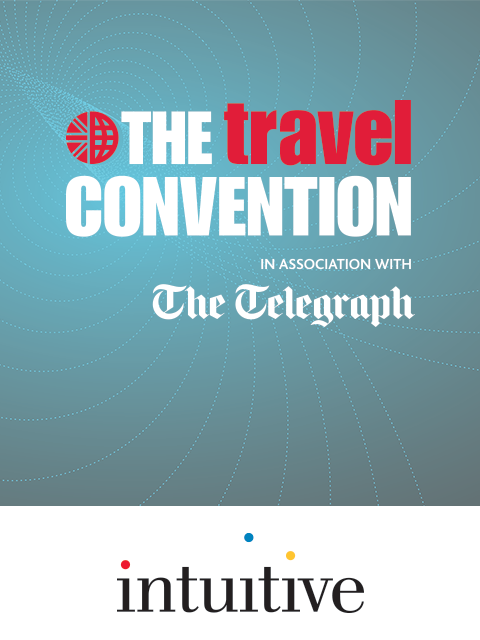 THE travel
CONVENTION
IN ASSOCIATION WITH
The Telegraph
intuitive